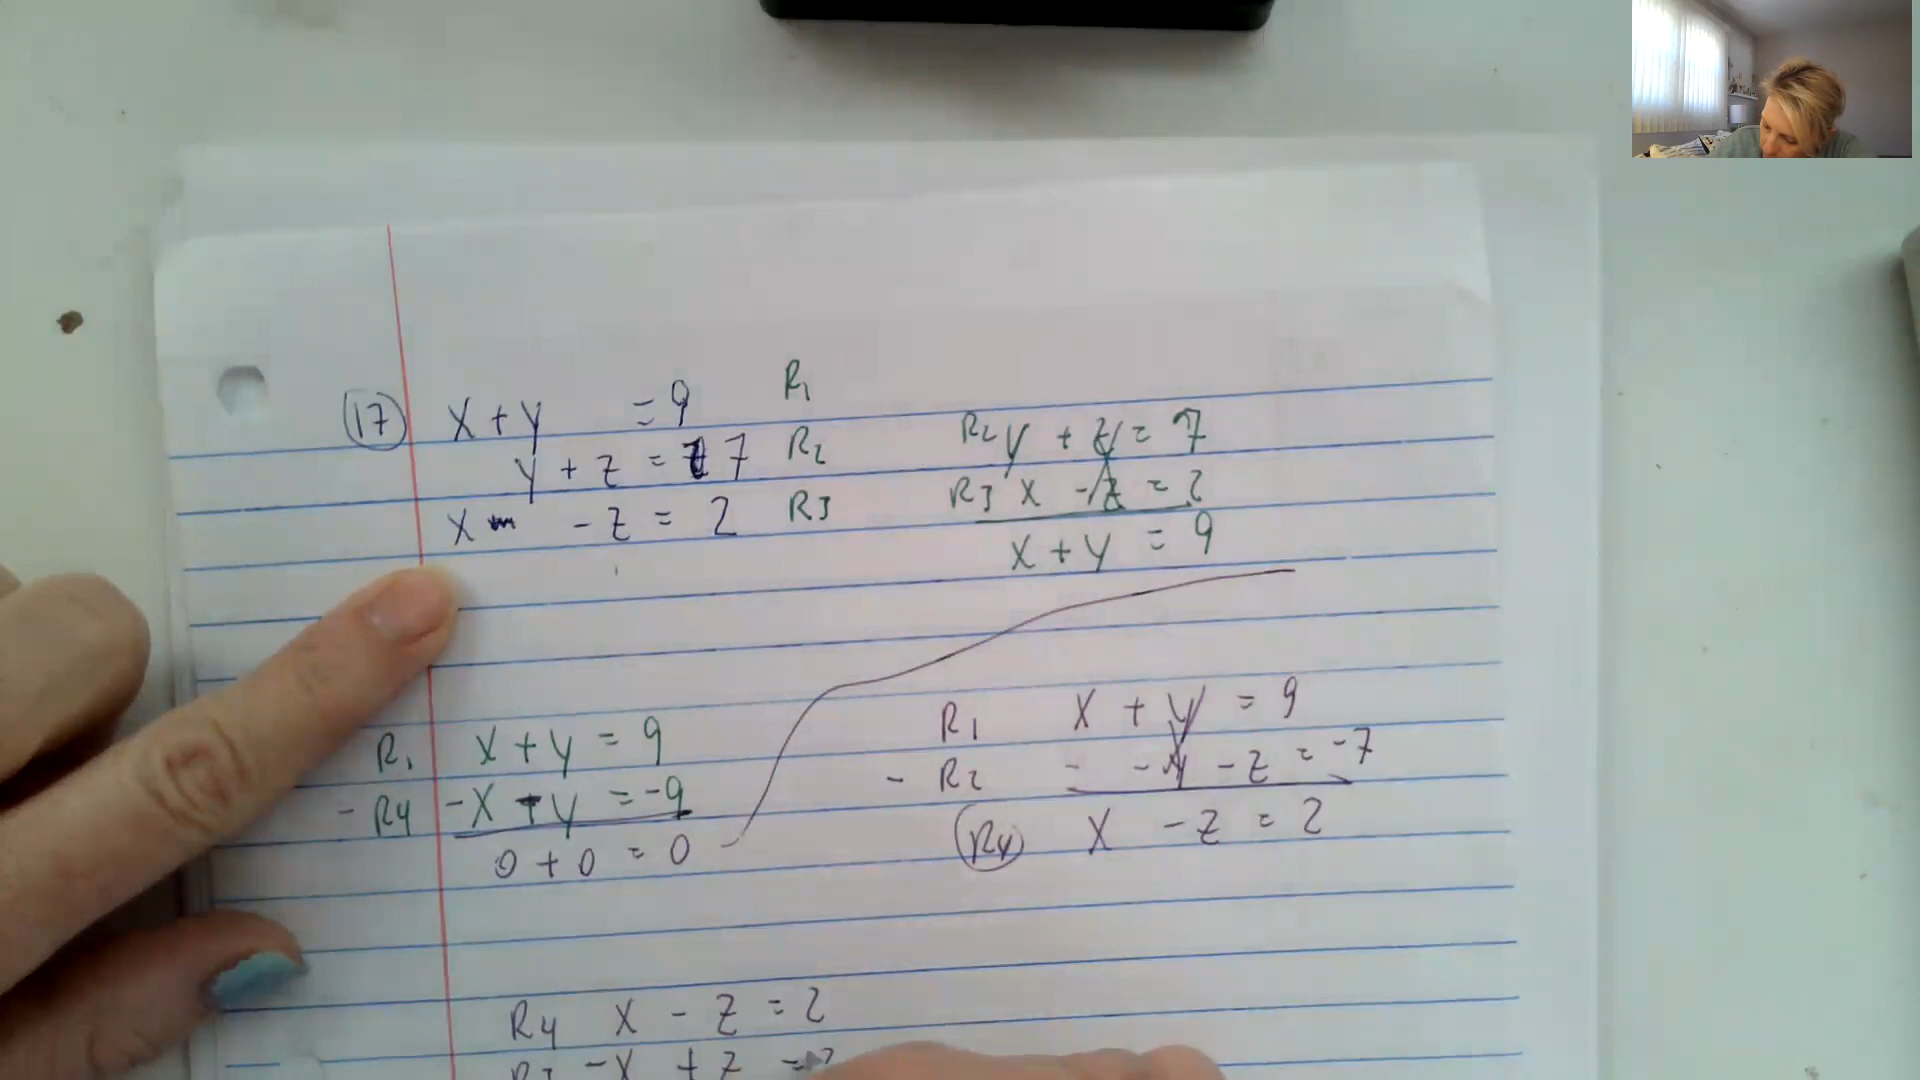 17 x + y = 9 R1
y + z = 7 R2
x - z = 2 R3
R2 y + z = 7
R3 x - z = 2
x + y = 9
R1 x + y = 9
- R4 -x - y = -9
0 + 0 = 0
R1 x + y = 9
- R2 - y - z = -7
R4 x - z = 2
R4 x - z = 2
R3 -x + z =